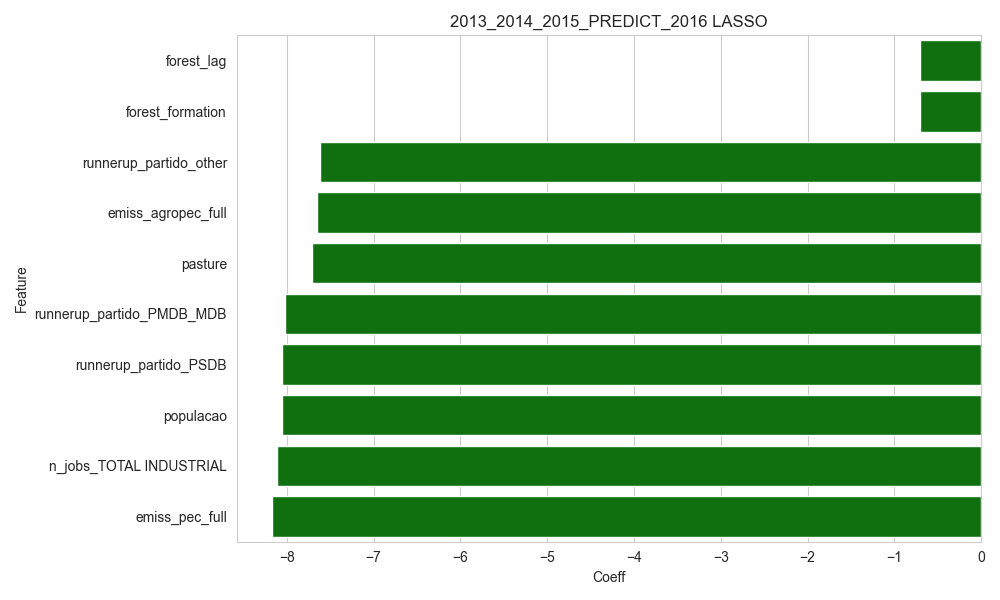 2013_2014_2015_PREDICT_2016 LASSO
forest_lag
forest_formation
runnerup_partido_other
emiss_agropec_full
pasture
runnerup_partido_PMDB_MDB
runnerup_partido_PSDB
populacao
n_jobs_TOTAL INDUSTRIAL
emiss_pec_full
Feature
−8 −7 −6 −5 −4 −3 −2 −1 0
Coeff